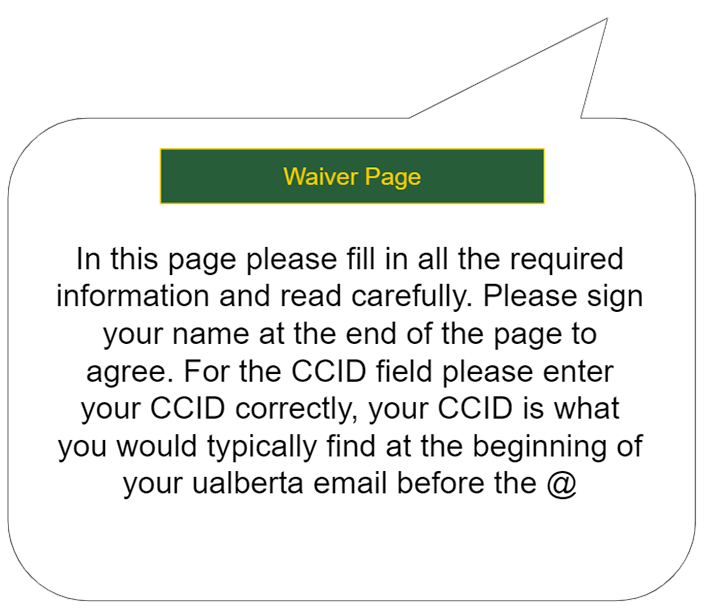 Waiver Page
In this page please fill in all the required
information and read carefully. Please sign
your name at the end of the page to
agree. For the CCID field please enter
your CCID correctly, your CCID is what
you would typically find at the beginning of
your ualberta email before the @